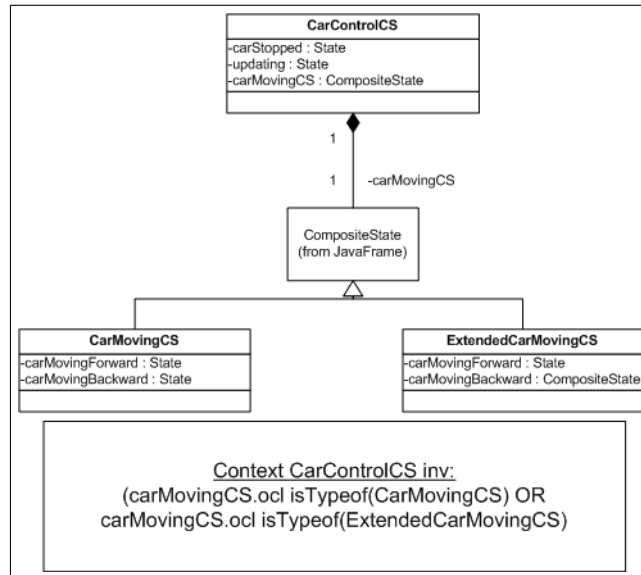 CarControlCS
-carStopped : State
-updating : State
-carMovingCS : CompositeState
1
1
-carMovingCS
CompositeState
(from JavaFrame)
CarMovingCS
-carMovingForward : State
-carMovingBackward : State
ExtendedCarMovingCS
-carMovingForward : State
-carMovingBackward : CompositeState
Context CarControlCS inv:
(carMovingCS.ocl isTypeof(CarMovingCS) OR
carMovingCS.ocl isTypeof(ExtendedCarMovingCS)